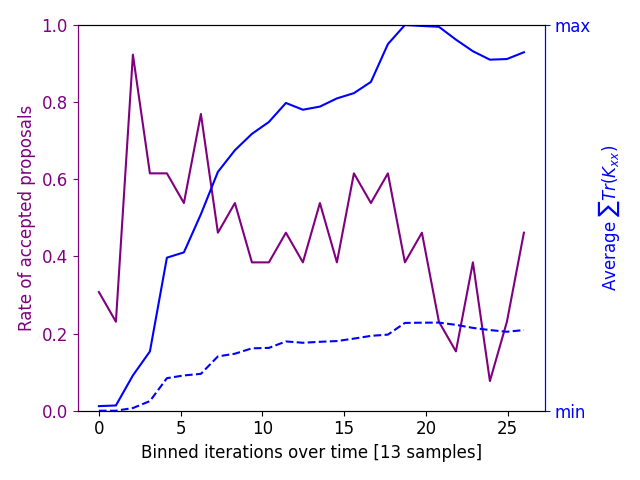 1.0
0.8
0.6
0.4
0.2
0.0
Rate of accepted proposals
0
5
10
15
20
25
Binned iterations over time [13 samples]
max
min
Average ∑Tr(Kₓₓ)